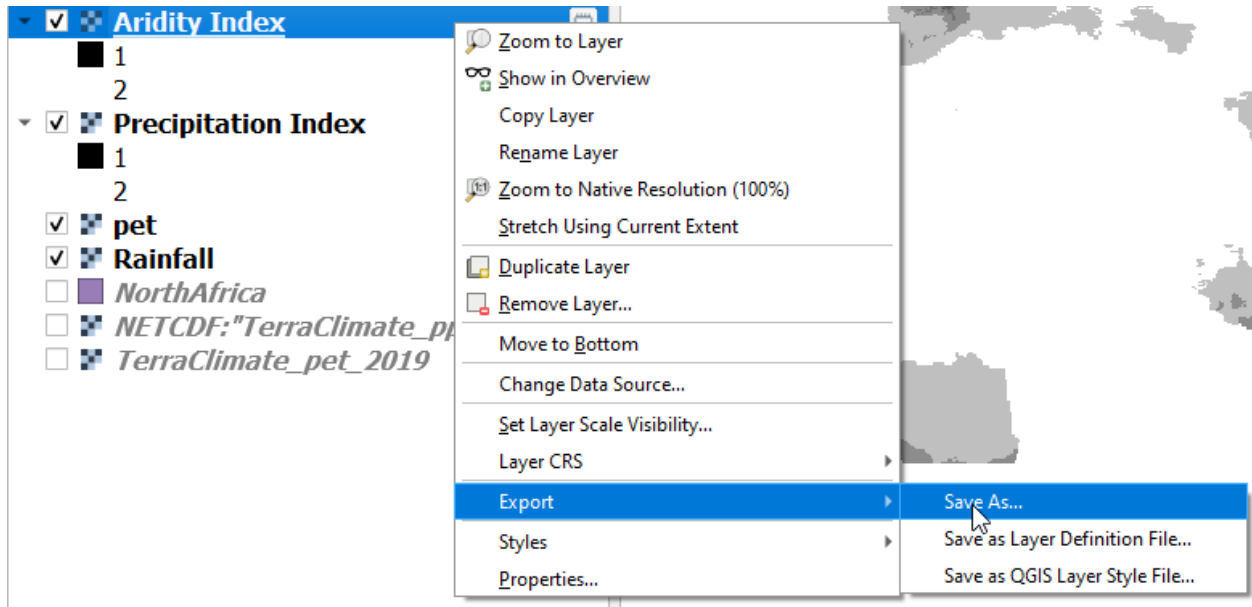 Aridity Index
1
2
Precipitation Index
1
2
pet
Rainfall
NorthAfrica
NETCDF:"TerraClimate_pp
TerraClimate_pet_2019
Zoom to Layer
Show in Overview
Copy Layer
Rename Layer
Zoom to Native Resolution (100%)
Stretch Using Current Extent
Duplicate Layer
Remove Layer...
Move to Bottom
Change Data Source...
Set Layer Scale Visibility...
Layer CRS
Export
Styles
Properties...
Save As...
Save as Layer Definition File...
Save as QGIS Layer Style File...